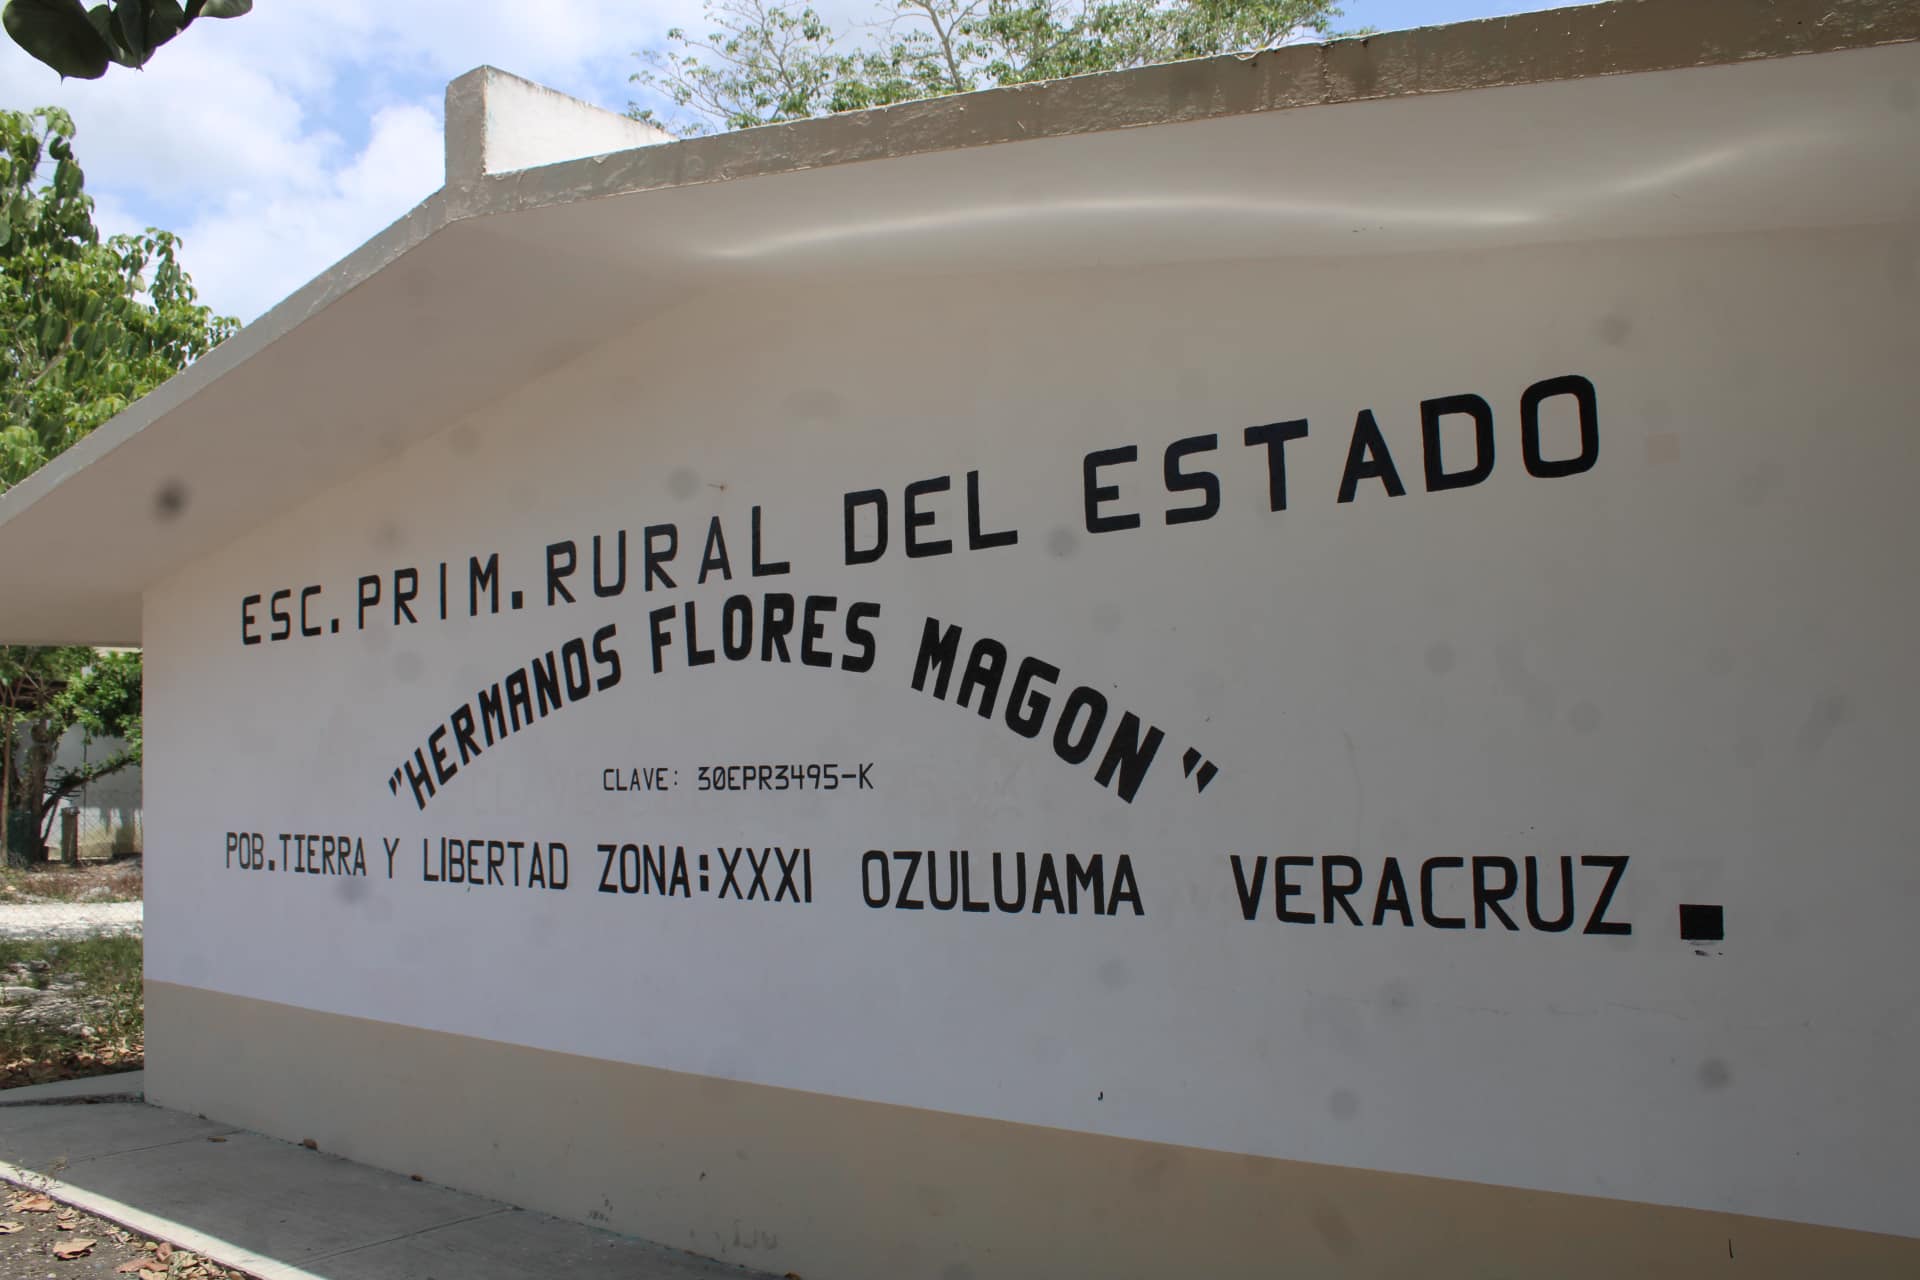 ESC. PRIM. RURAL DEL ESTADO
"HERMANOS FLORES MAGON"
CLAVE: 30EPR3495-K
POB. TIERRA Y LIBERTAD ZONA: XXXI OZULUAMA VERACRUZ.